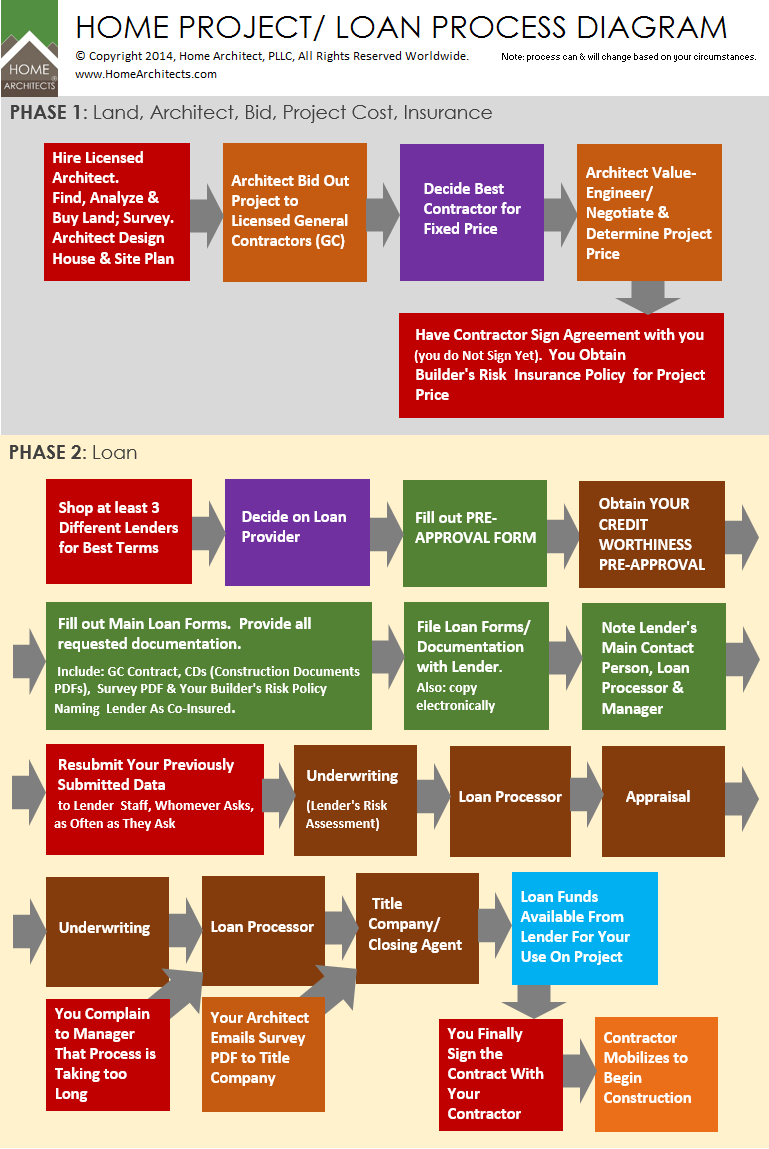 HOME PROJECT/ LOAN PROCESS DIAGRAM
HOME
ARCHITECTS®
© Copyright 2014, Home Architect, PLLC, All Rights Reserved Worldwide.
Note: process can & will change based on your circumstances.
www.HomeArchitects.com
PHASE 1: Land, Architect, Bid, Project Cost, Insurance
Hire Licensed
Architect.
Find, Analyze &
Buy Land; Survey.
Architect Design
House & Site Plan
Architect Bid Out
Project to
Licensed General
Contractors (GC)
Decide Best
Contractor for
Fixed Price
Architect Value-
Engineer/
Negotiate &
Determine Project
Price
Have Contractor Sign Agreement with you
(you do Not Sign Yet). You Obtain
Builder's Risk Insurance Policy for Project
Price
PHASE 2: Loan
Shop at least 3
Different Lenders
for Best Terms
Decide on Loan
Provider
Fill out PRE-
APPROVAL FORM
Obtain YOUR
CREDIT
WORTHINESS
PRE-APPROVAL
Fill out Main Loan Forms. Provide all
requested documentation.
Include: GC Contract, CDs (Construction Documents
PDFs), Survey PDF & Your Builder's Risk Policy
Naming Lender As Co-Insured.
File Loan Forms/
Documentation
with Lender.
Also: copy
electronically
Note Lender's
Main Contact
Person, Loan
Processor &
Manager
Resubmit Your Previously
Submitted Data
to Lender Staff, Whomever Asks,
as Often as They Ask
Underwriting
(Lender's Risk
Assessment)
Loan Processor
Appraisal
Underwriting
Loan Processor
Title
Company/
Closing Agent
Loan Funds
Available From
Lender For Your
Use On Project
You Complain
to Manager
That Process is
Taking too
Long
Your Architect
Emails Survey
PDF to Title
Company
You Finally
Sign the
Contract With
Your
Contractor
Contractor
Mobilizes to
Begin
Construction